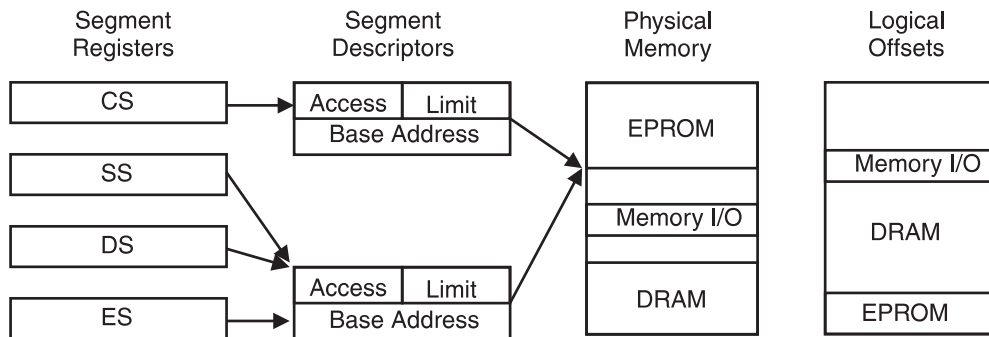 Segment Registers
Segment Descriptors
Physical Memory
Logical Offsets
CS
SS
DS
ES
Access
Limit
Base Address
Access
Limit
Base Address
EPROM
Memory I/O
DRAM
Memory I/O
DRAM
EPROM